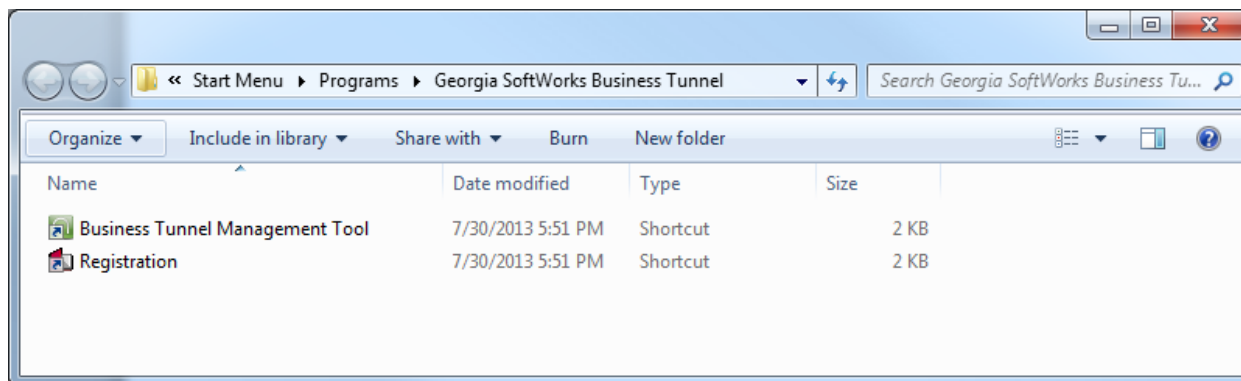 « Start Menu ▸ Programs ▸ Georgia SoftWorks Business Tunnel Search Georgia SoftWorks Business Tu...
Organize Include in library Share with Burn New folder
Name Date modified Type Size
Business Tunnel Management Tool 7/30/2013 5:51 PM Shortcut 2 KB
Registration 7/30/2013 5:51 PM Shortcut 2 KB